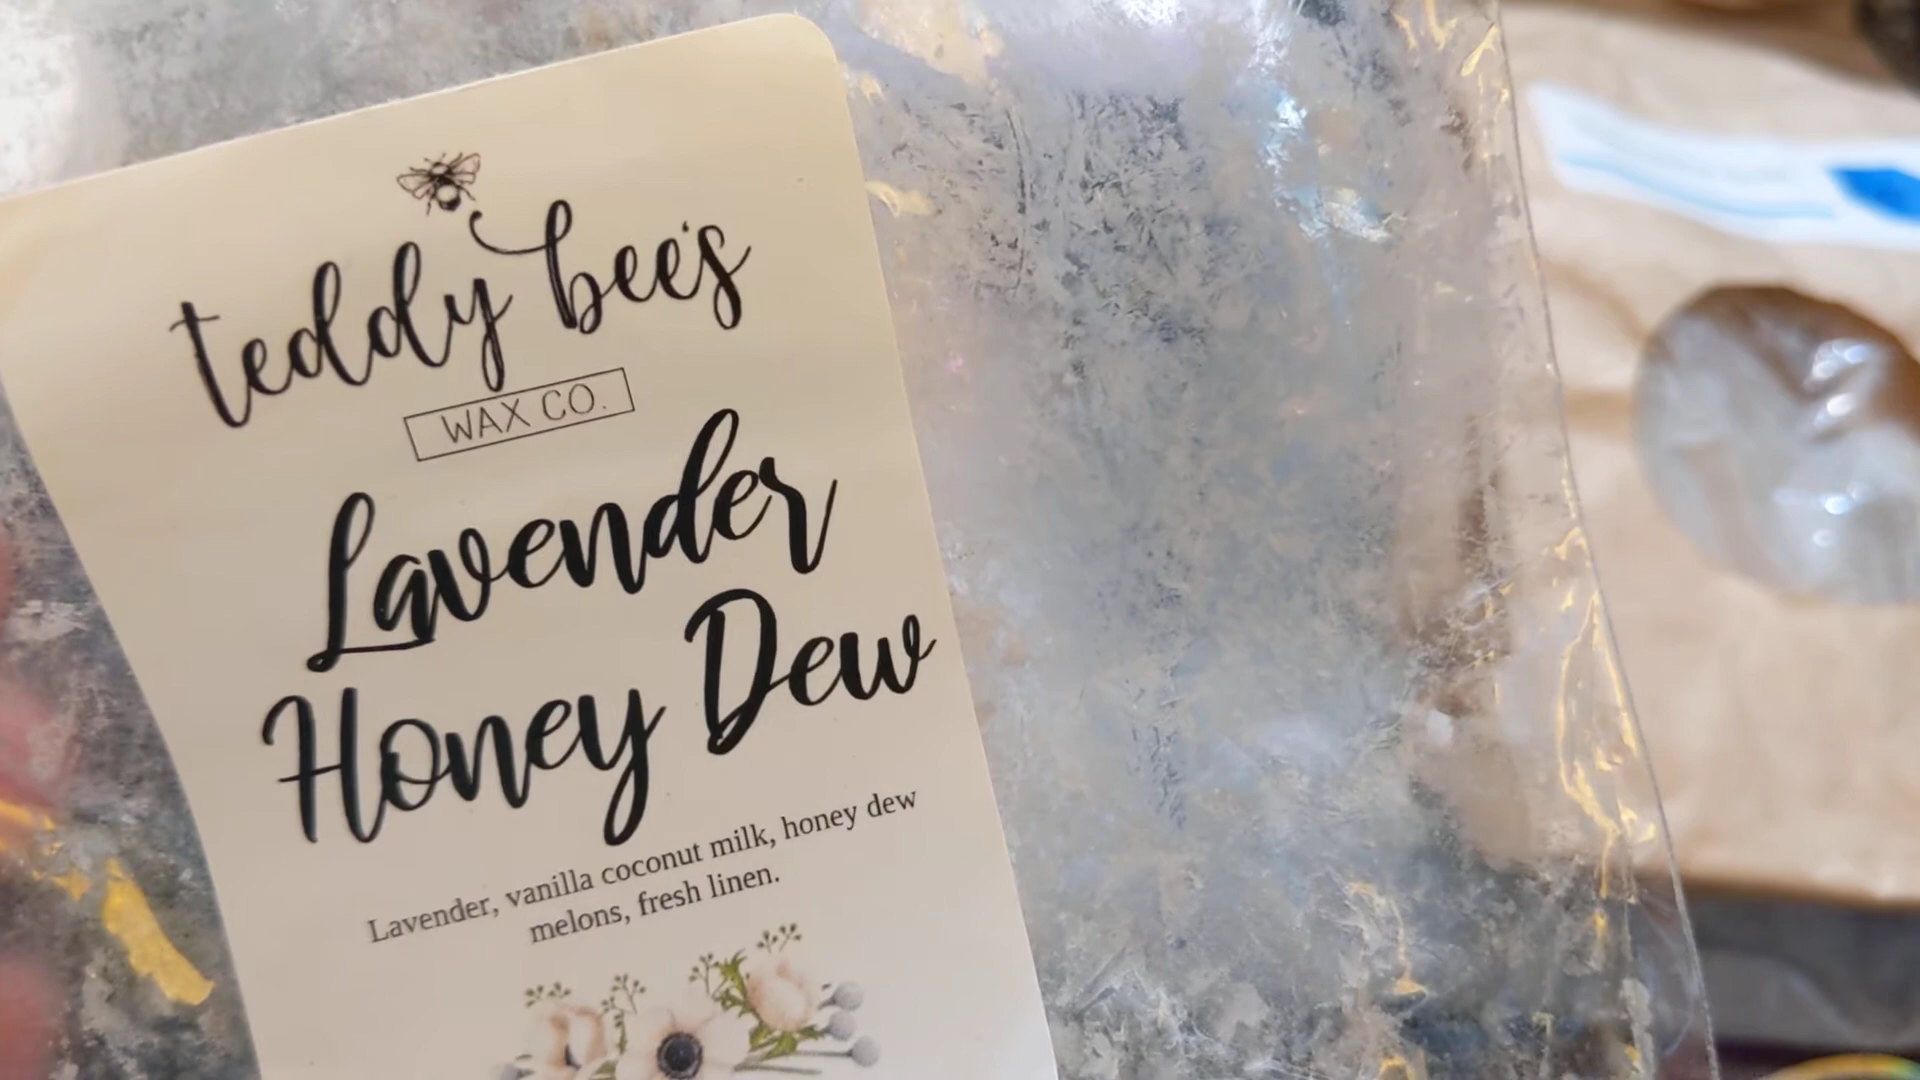 teddy bee's
WAX CO.
Lavender
Honey Dew
Lavender, vanilla coconut milk, honey dew
melons, fresh linen.